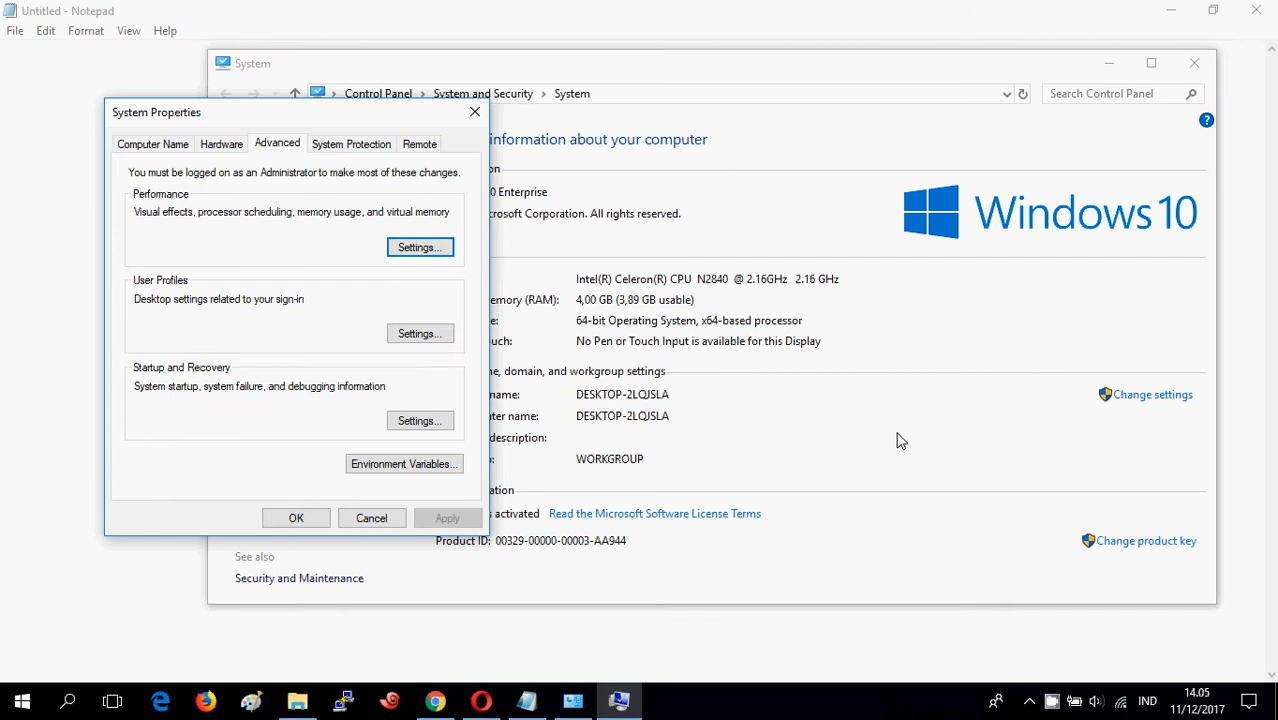 Untitled - Notepad
File Edit Format View Help
System
Control Panel System and Security System
Search Control Panel
System Properties
Computer Name Hardware Advanced System Protection Remote
You must be logged on as an Administrator to make most of these changes.
Performance
Visual effects, processor scheduling, memory usage, and virtual memory
Settings...
User Profiles
Desktop settings related to your sign-in
Settings...
Startup and Recovery
System startup, system failure, and debugging information
Settings...
Environment Variables...
OK Cancel Apply
information about your computer
on
0 Enterprise
rosoft Corporation. All rights reserved.
Windows 10
Intel(R) Celeron(R) CPU N2840 @ 2.16GHz 2.16 GHz
emory (RAM): 4,00 GB (3,89 GB usable)
e: 64-bit Operating System, x64-based processor
uch: No Pen or Touch Input is available for this Display
ne, domain, and workgroup settings
name: DESKTOP-2LQJSLA
Change settings
ter name: DESKTOP-2LQJSLA
description:
: WORKGROUP
ation
s activated Read the Microsoft Software License Terms
Product ID: 00329-00000-00003-AA944
Change product key
See also
Security and Maintenance
IND
14.05
11/12/2017